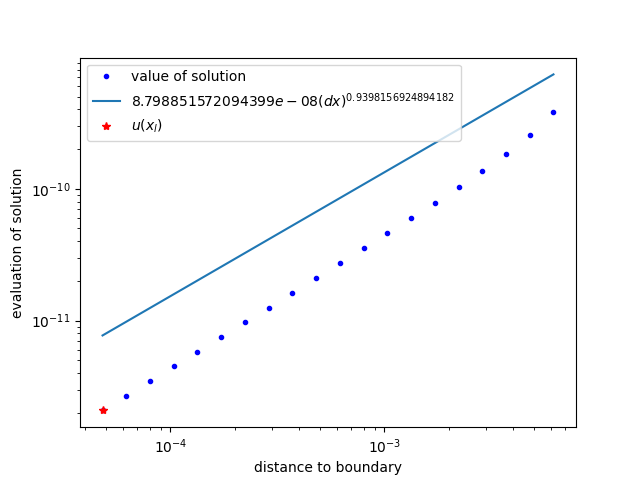 value of solution
8.798851572094399e − 08(dx)^0.9398156924894182
u(x_l)
10^−10
10^−11
evaluation of solution
10^−4
10^−3
distance to boundary